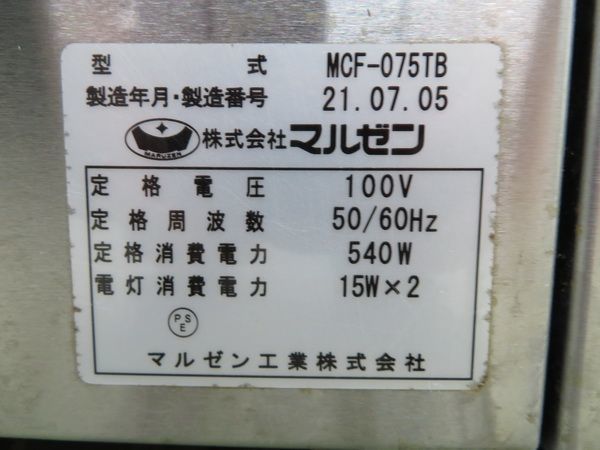 型式 MCF-075TB
製造年月・製造番号 21.07.05
MARUZEN 株式会社マルゼン
定格電圧 100V
定格周波数 50/60Hz
定格消費電力 540W
電灯消費電力 15W×2
PS
E
マルゼン工業株式会社